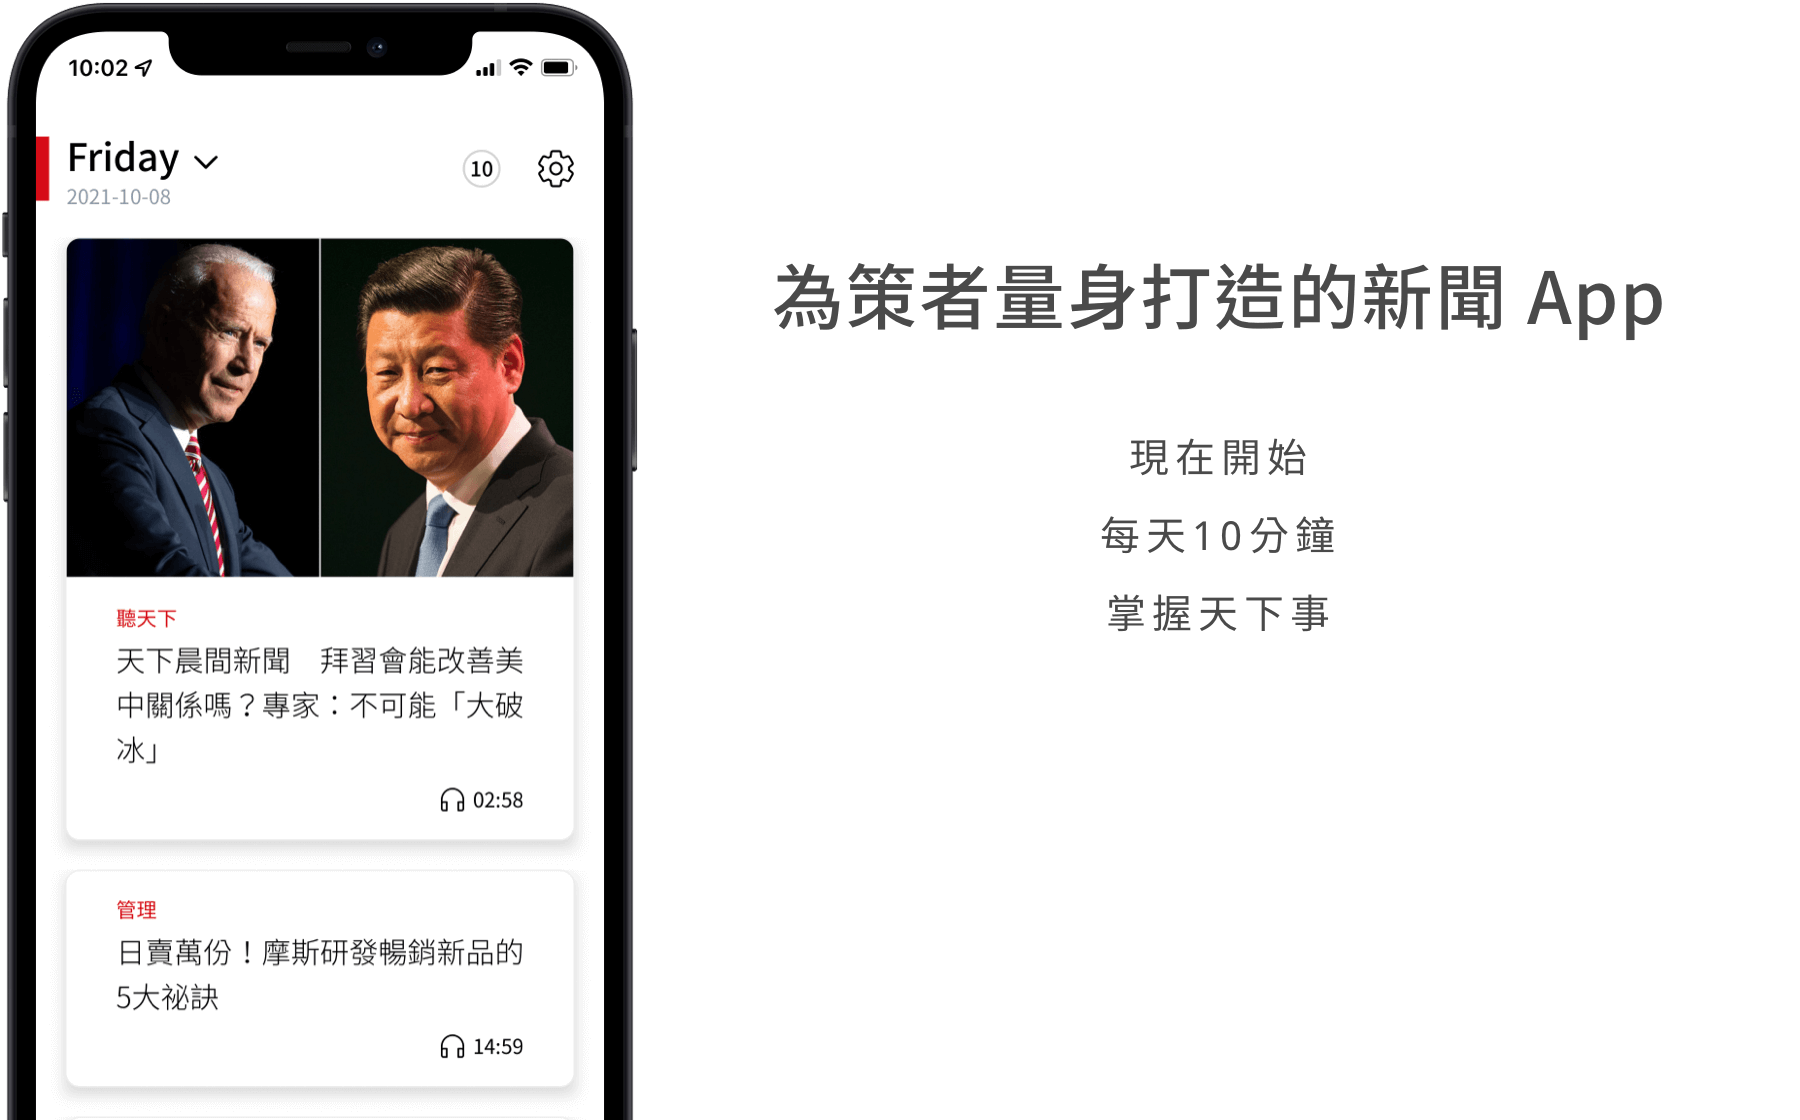 10:02
Friday
2021-10-08
10
聽天下
天下晨間新聞　拜習會能改善美
中關係嗎？專家：不可能「大破
冰」
02:58
管理
日賣萬份！摩斯研發暢銷新品的
5大祕訣
14:59
為策者量身打造的新聞 App
現在開始
每天10分鐘
掌握天下事